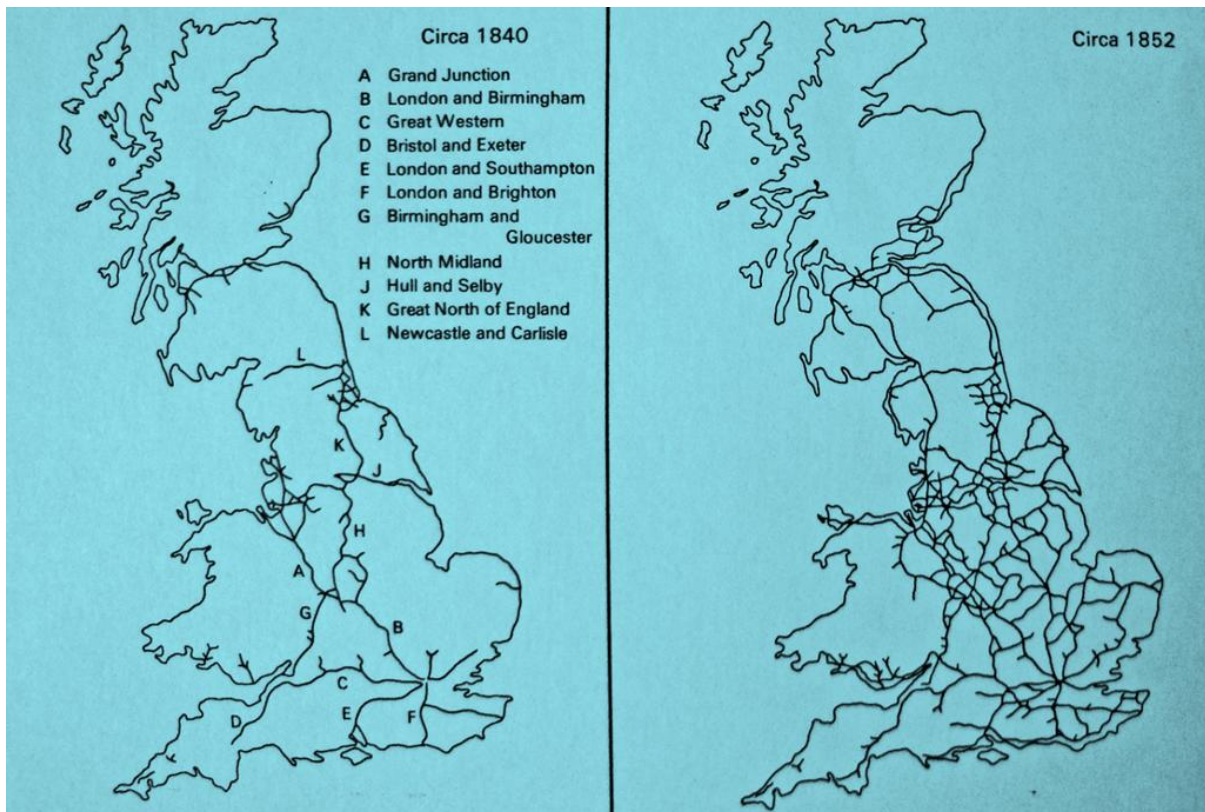 Circa 1840
A Grand Junction
B London and Birmingham
C Great Western
D Bristol and Exeter
E London and Southampton
F London and Brighton
G Birmingham and
Gloucester
H North Midland
J Hull and Selby
K Great North of England
L Newcastle and Carlisle
L
K
J
H
A
G
B
C
E
F
D
Circa 1852